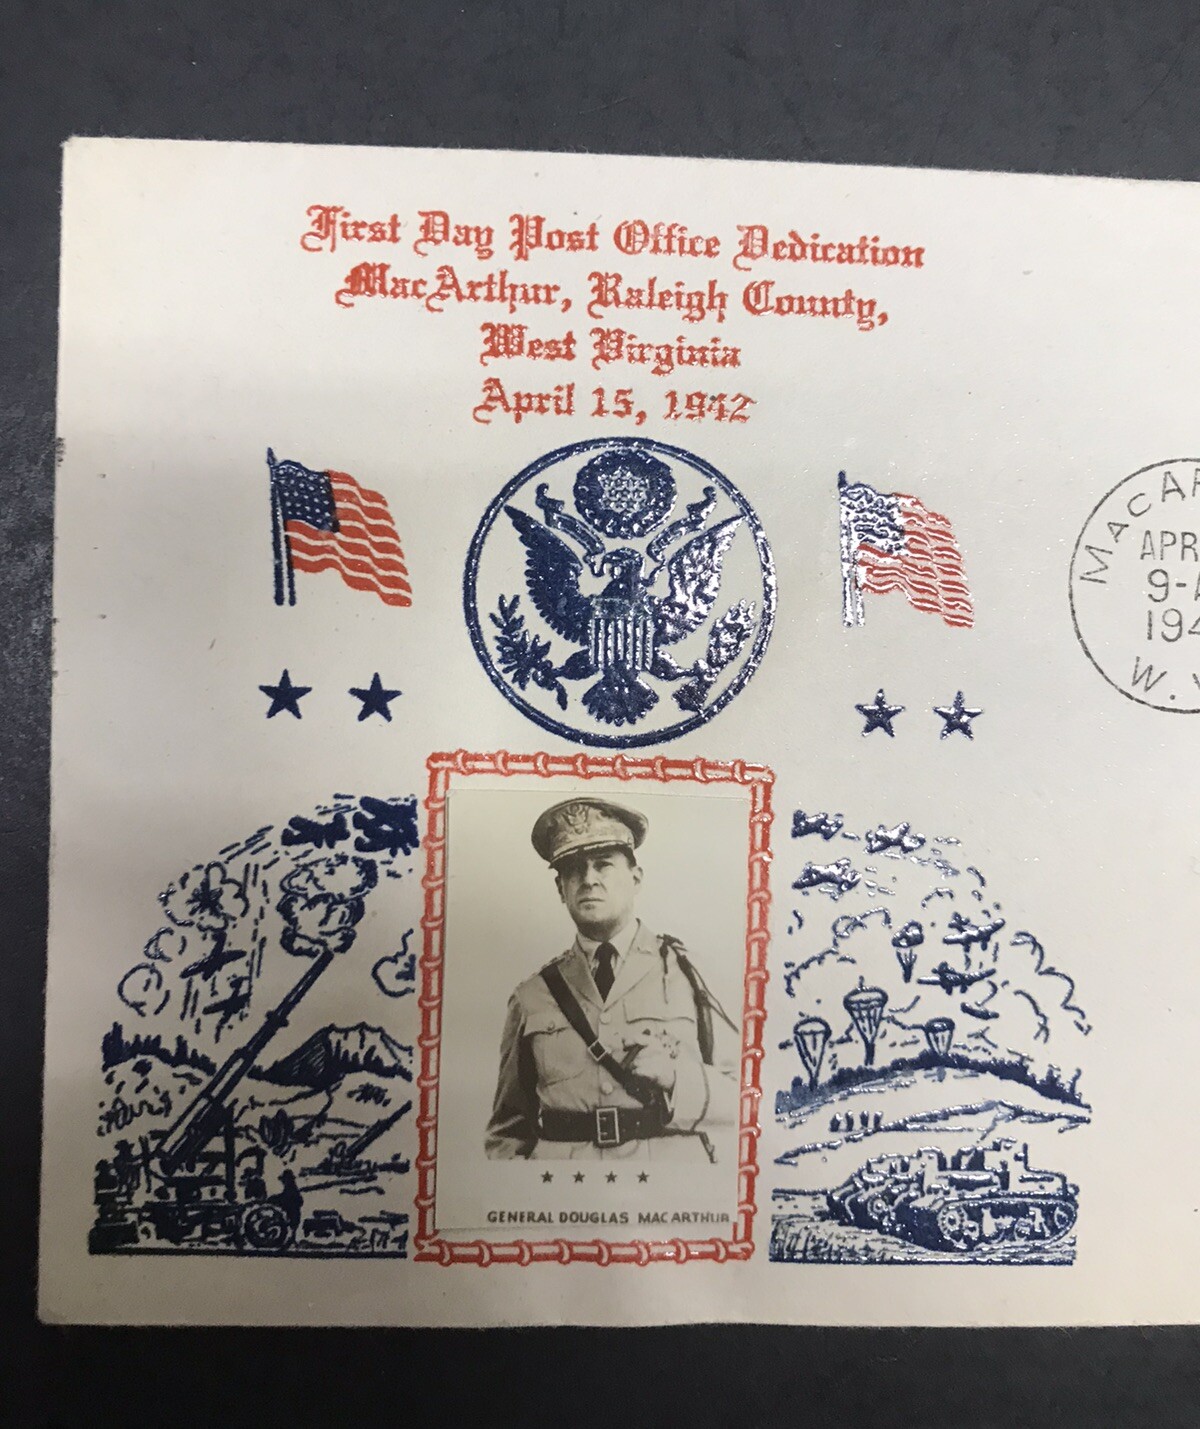 First Day Post Office Dedication
MacArthur, Raleigh County,
West Virginia
April 15, 1942
MACAR
APR
9-A
194
W. V
GENERAL DOUGLAS MACARTHUR